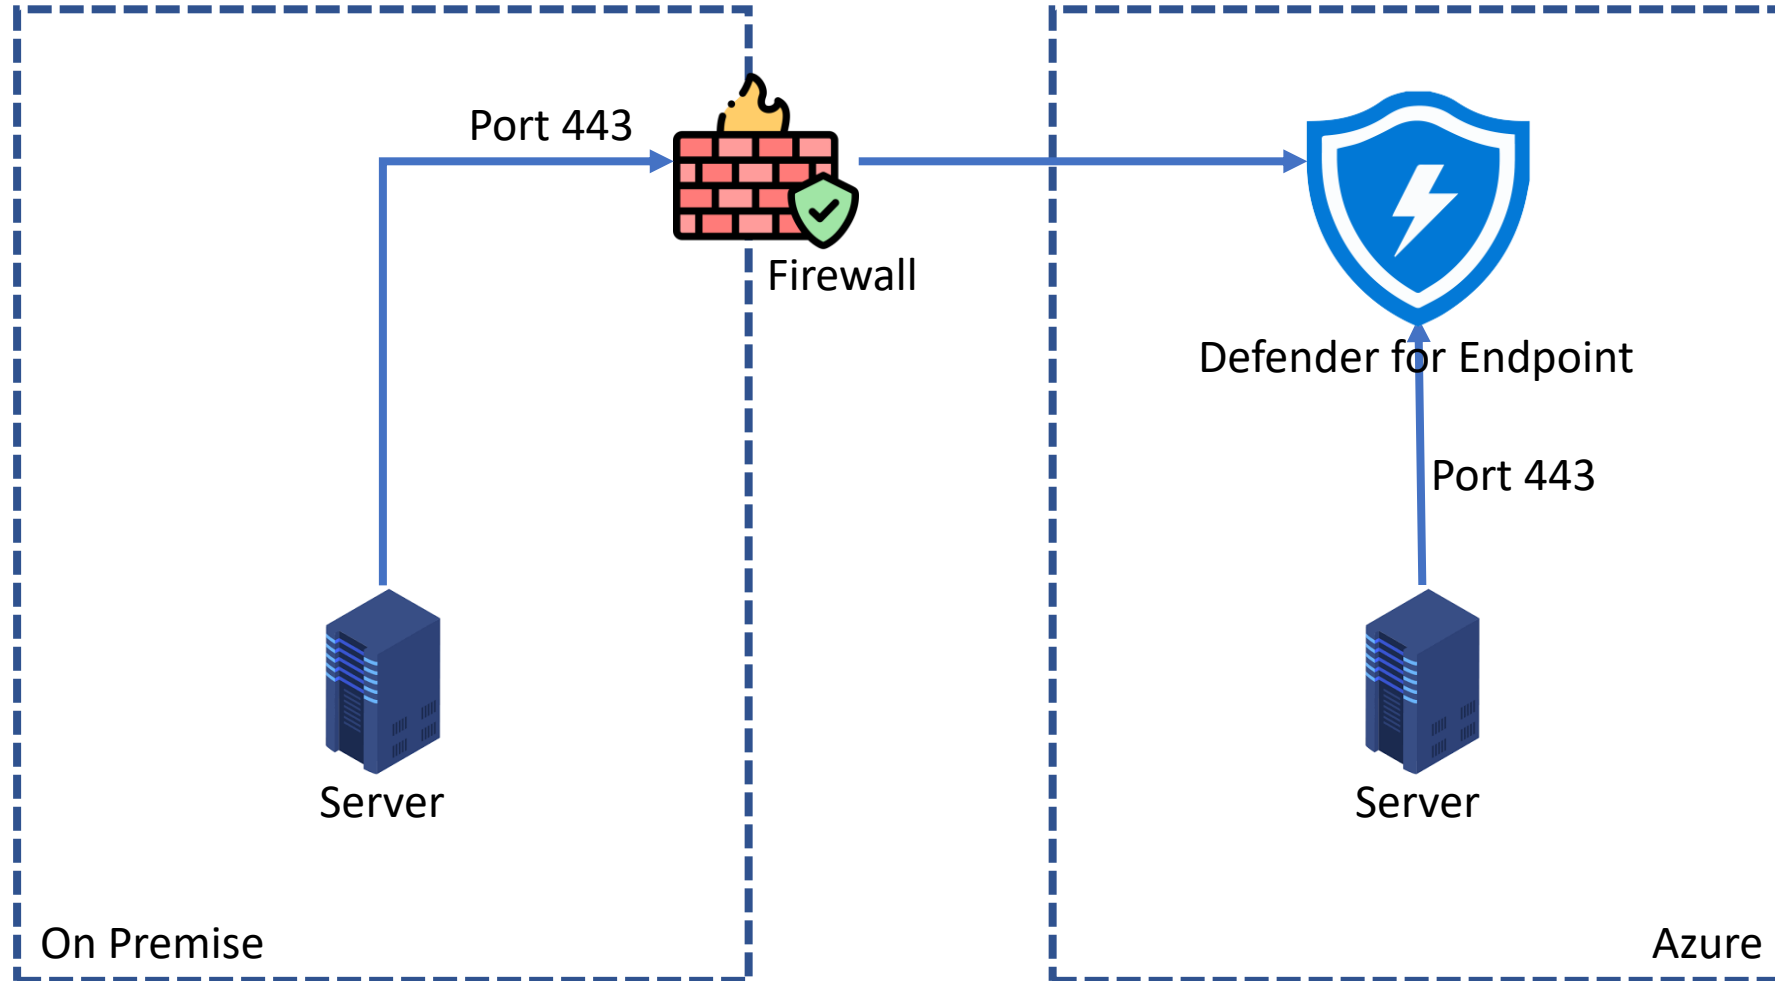 Port 443
Firewall
Defender for Endpoint
Port 443
Server
Server
On Premise
Azure